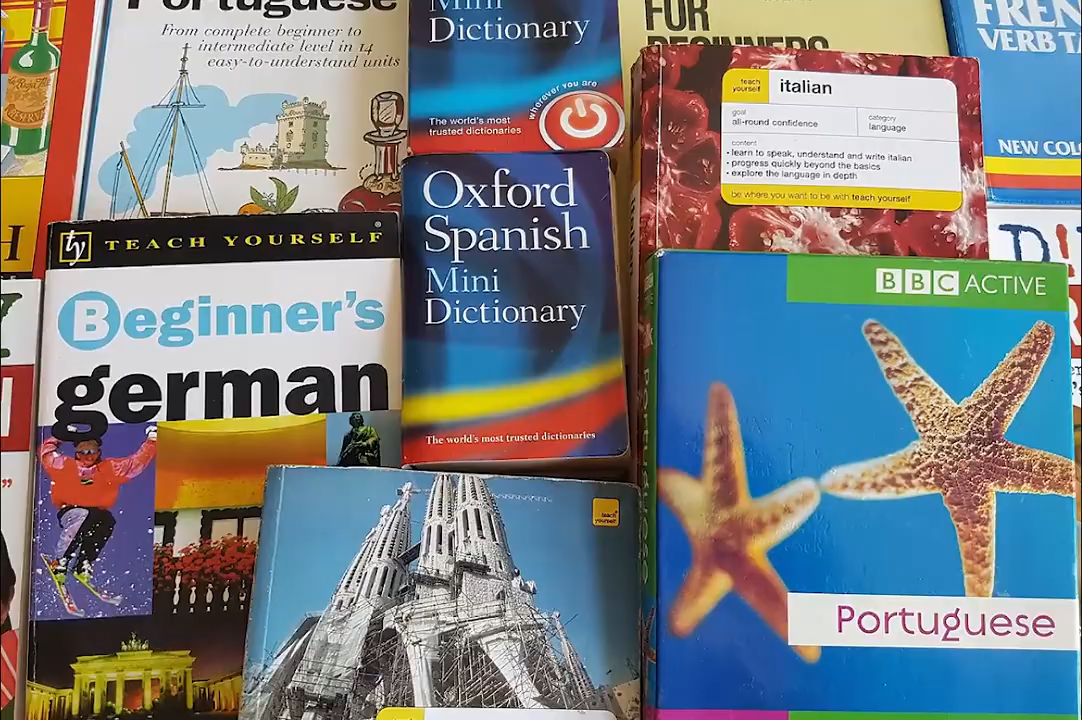 Portuguese
From complete beginner to
intermediate level in 14
easy-to-understand units
Mini
Dictionary
wherever you are
The world's most
trusted dictionaries
FOR
BEGINNERS
FREN
VERB TA
NEW COL
teach
yourself
italian
goal
all-round confidence
category
language
content
• learn to speak, understand and write italian
• progress quickly beyond the basics
• explore the language in depth
be where you want to be with teach yourself
H
ty TEACH YOURSELF
Beginner's
german
Oxford
Spanish
Mini
Dictionary
The world's most trusted dictionaries
BBC ACTIVE
Portuguese
teach
yourself